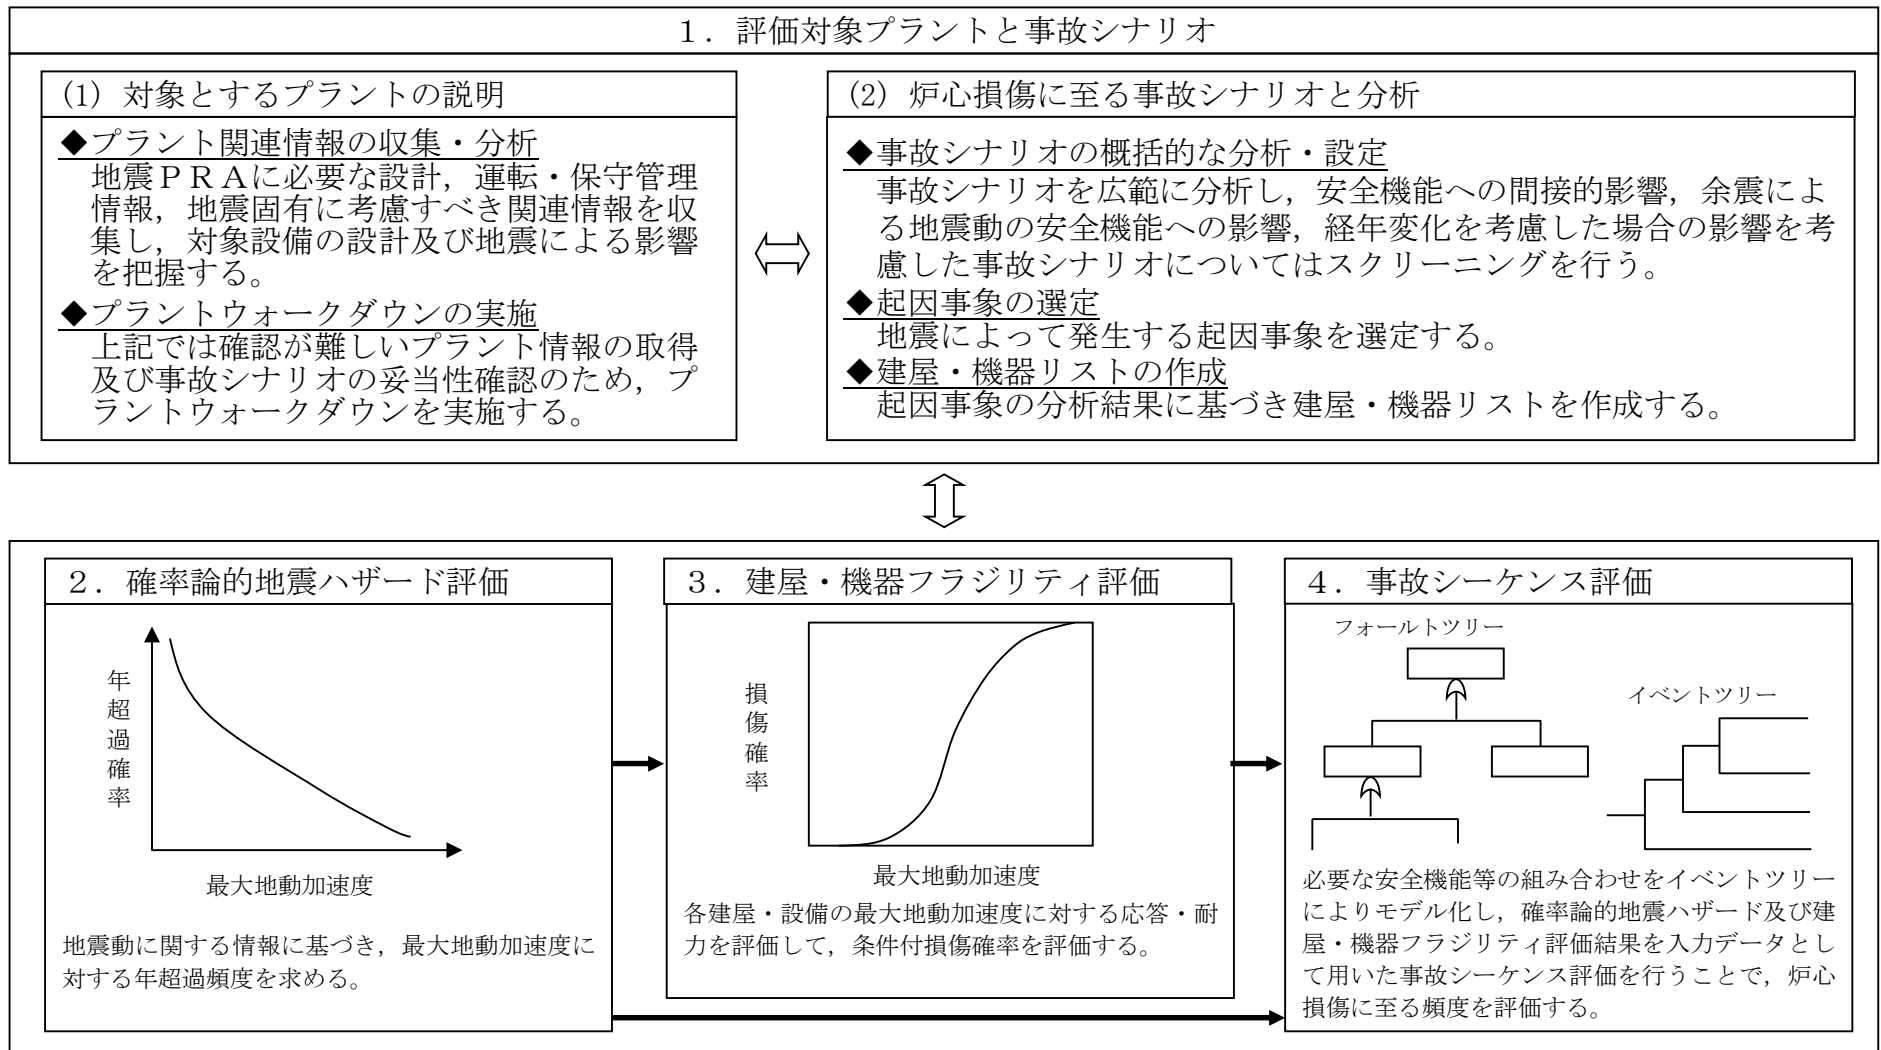 １．評価対象プラントと事故シナリオ
(1) 対象とするプラントの説明
◆プラント関連情報の収集・分析
地震ＰＲＡに必要な設計，運転・保守管理
情報，地震固有に考慮すべき関連情報を収
集し，対象設備の設計及び地震による影響
を把握する。
◆プラントウォークダウンの実施
上記では確認が難しいプラント情報の取得
及び事故シナリオの妥当性確認のため，プ
ラントウォークダウンを実施する。
(2) 炉心損傷に至る事故シナリオと分析
◆事故シナリオの概括的な分析・設定
事故シナリオを広範に分析し，安全機能への間接的影響，余震によ
る地震動の安全機能への影響，経年変化を考慮した場合の影響を考
慮した事故シナリオについてはスクリーニングを行う。
◆起因事象の選定
地震によって発生する起因事象を選定する。
◆建屋・機器リストの作成
起因事象の分析結果に基づき建屋・機器リストを作成する。
２．確率論的地震ハザード評価
年超過確率
最大地動加速度
地震動に関する情報に基づき，最大地動加速度に
対する年超過頻度を求める。
３．建屋・機器フラジリティ評価
損傷確率
最大地動加速度
各建屋・設備の最大地動加速度に対する応答・耐
力を評価して，条件付損傷確率を評価する。
４．事故シーケンス評価
フォールトツリー
イベントツリー
必要な安全機能等の組み合わせをイベントツリー
によりモデル化し，確率論的地震ハザード及び建
屋・機器フラジリティ評価結果を入力データとし
て用いた事故シーケンス評価を行うことで，炉心
損傷に至る頻度を評価する。